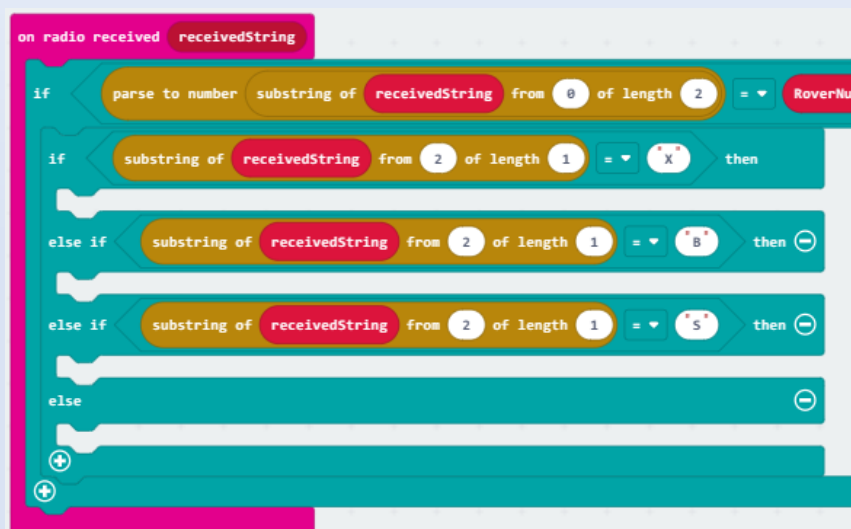 on radio received receivedString
if parse to number substring of receivedString from 0 of length 2 = RoverNu
if substring of receivedString from 2 of length 1 = "X" then
else if substring of receivedString from 2 of length 1 = "B" then
else if substring of receivedString from 2 of length 1 = "S" then
else